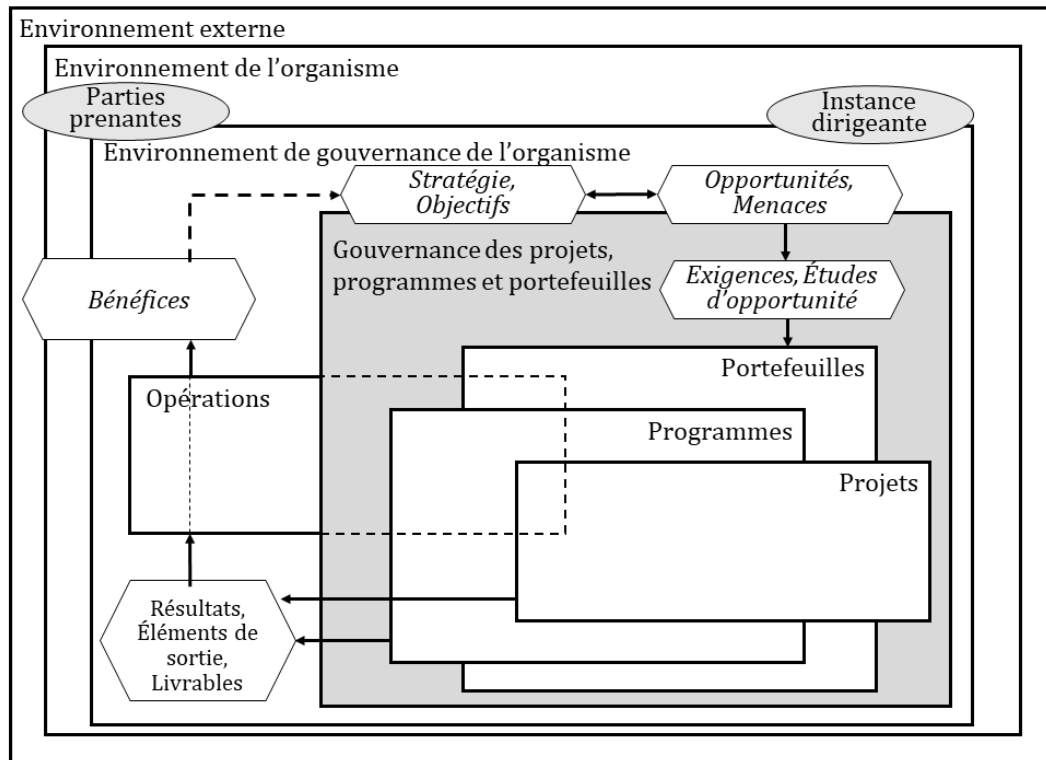 Environnement externe
Environnement de l’organisme
Parties
prenantes
Instance
dirigeante
Environnement de gouvernance de l’organisme
Stratégie,
Objectifs
Opportunités,
Menaces
Gouvernance des projets,
programmes et portefeuilles
Exigences, Études
d’opportunité
Bénéfices
Portefeuilles
Opérations
Programmes
Projets
Résultats,
Éléments de
sortie,
Livrables